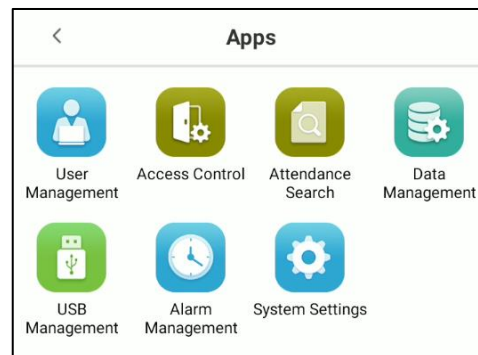 Apps
User
Management
Access Control
Attendance
Search
Data
Management
USB
Management
Alarm
Management
System Settings